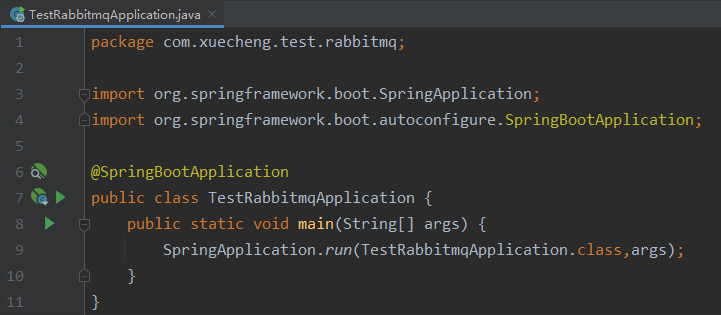 TestRabbitmqApplication.java ×
1 package com.xuecheng.test.rabbitmq;
2
3 import org.springframework.boot.SpringApplication;
4 import org.springframework.boot.autoconfigure.SpringBootApplication;
5
6 @SpringBootApplication
7 public class TestRabbitmqApplication {
8 public static void main(String[] args) {
9 SpringApplication.run(TestRabbitmqApplication.class,args);
10 }
11 }